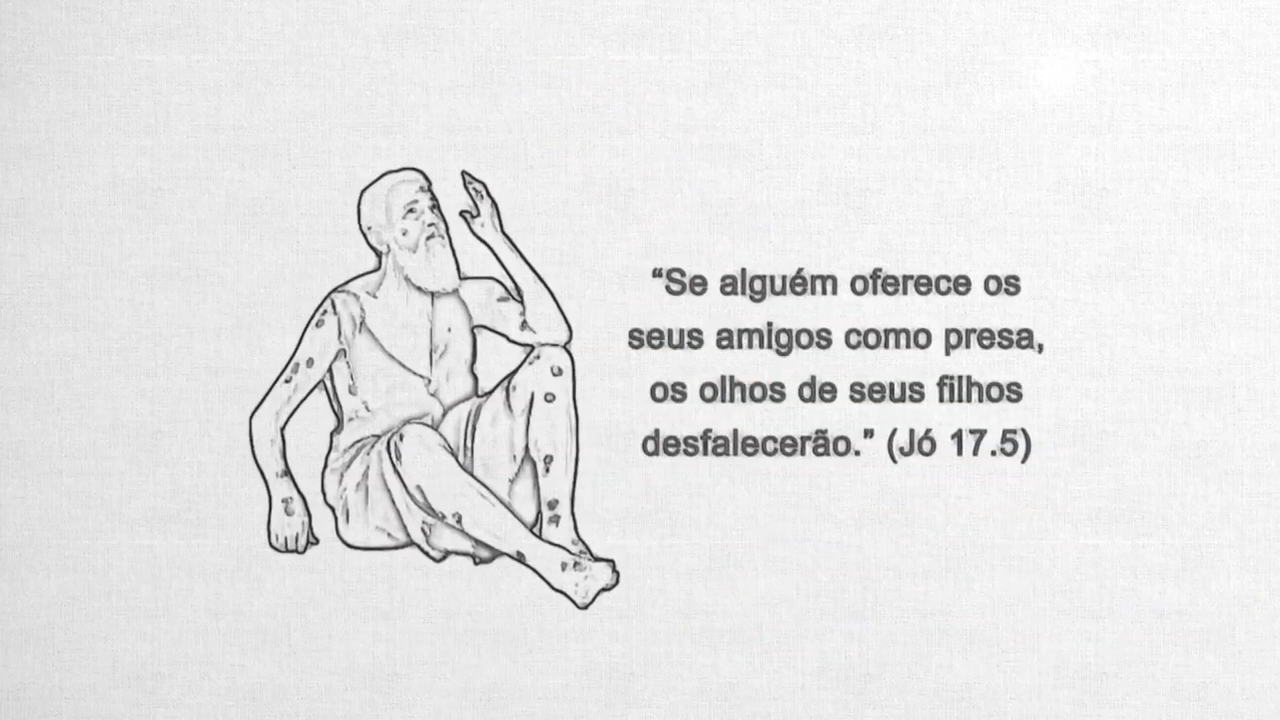 “Se alguém oferece os
seus amigos como presa,
os olhos de seus filhos
desfalecerão.” (Jó 17.5)